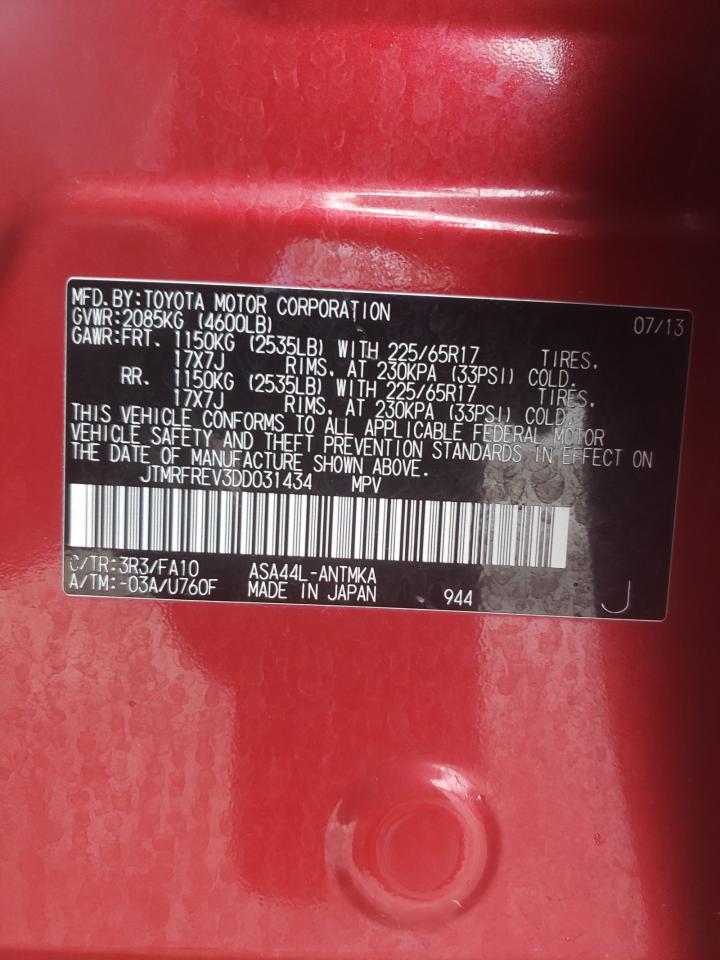 MFD.BY:TOYOTA MOTOR CORPORATION 07/13
GVWR:2085KG (4600LB)
GAWR:FRT. 1150KG (2535LB) WITH 225/65R17 TIRES,
17X7J RIMS, AT 230KPA (33PSI) COLD.
RR. 1150KG (2535LB) WITH 225/65R17 TIRES,
17X7J RIMS, AT 230KPA (33PSI) COLD.
THIS VEHICLE CONFORMS TO ALL APPLICABLE FEDERAL MOTOR
VEHICLE SAFETY AND THEFT PREVENTION STANDARDS IN EFFECT ON
THE DATE OF MANUFACTURE SHOWN ABOVE.
JTMRFREV3DD031434 MPV
C/TR:3R3/FA10 ASA44L-ANTMKA
A/TM:-03A/U760F MADE IN JAPAN 944 J